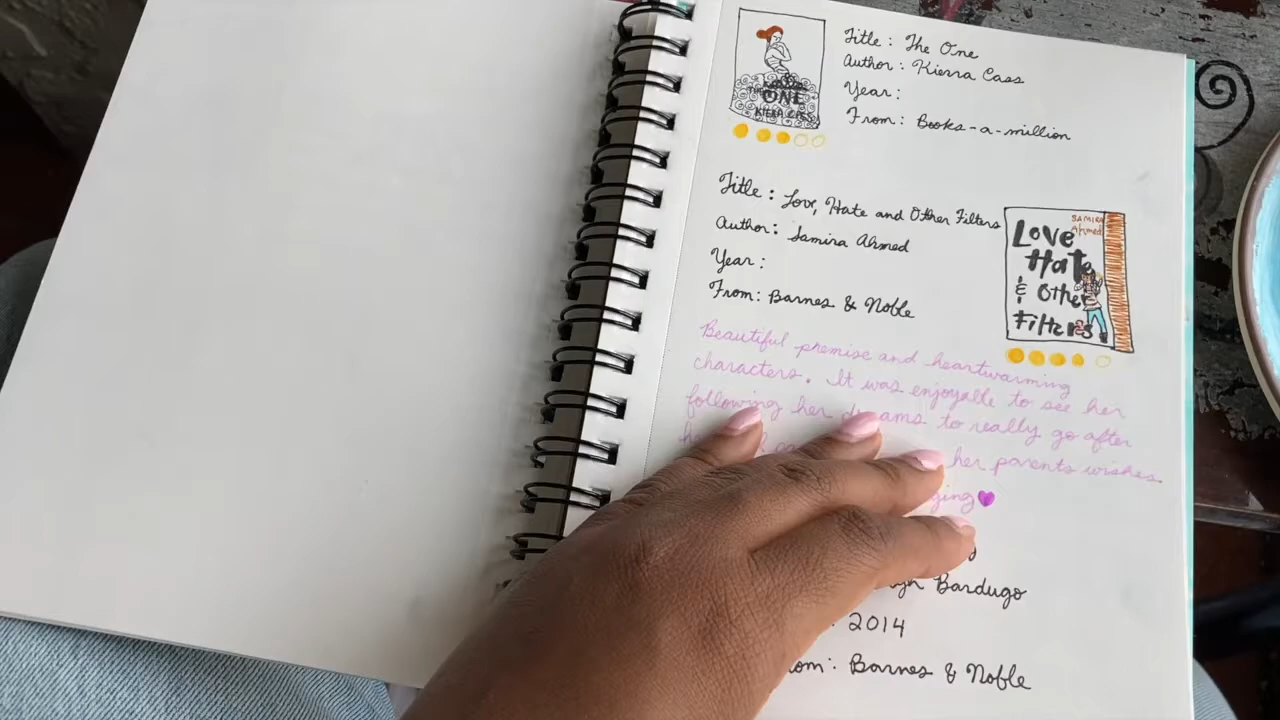 THE
ONE
KIERA CASS
Title : The One
Author : Kierra Cass
Year :
From : Books-a-million
Title : Love, Hate and Other Filters
Author : Samira Ahmed
Year :
From : Barnes & Noble
SAMIRA
Ahmed
Love
Hate
& Other
Filters
Beautiful premise and heartwarming
characters. It was enjoyable to see her
following her dreams to really go after
her parents wishes.
Bardugo
2014
Barnes & Noble